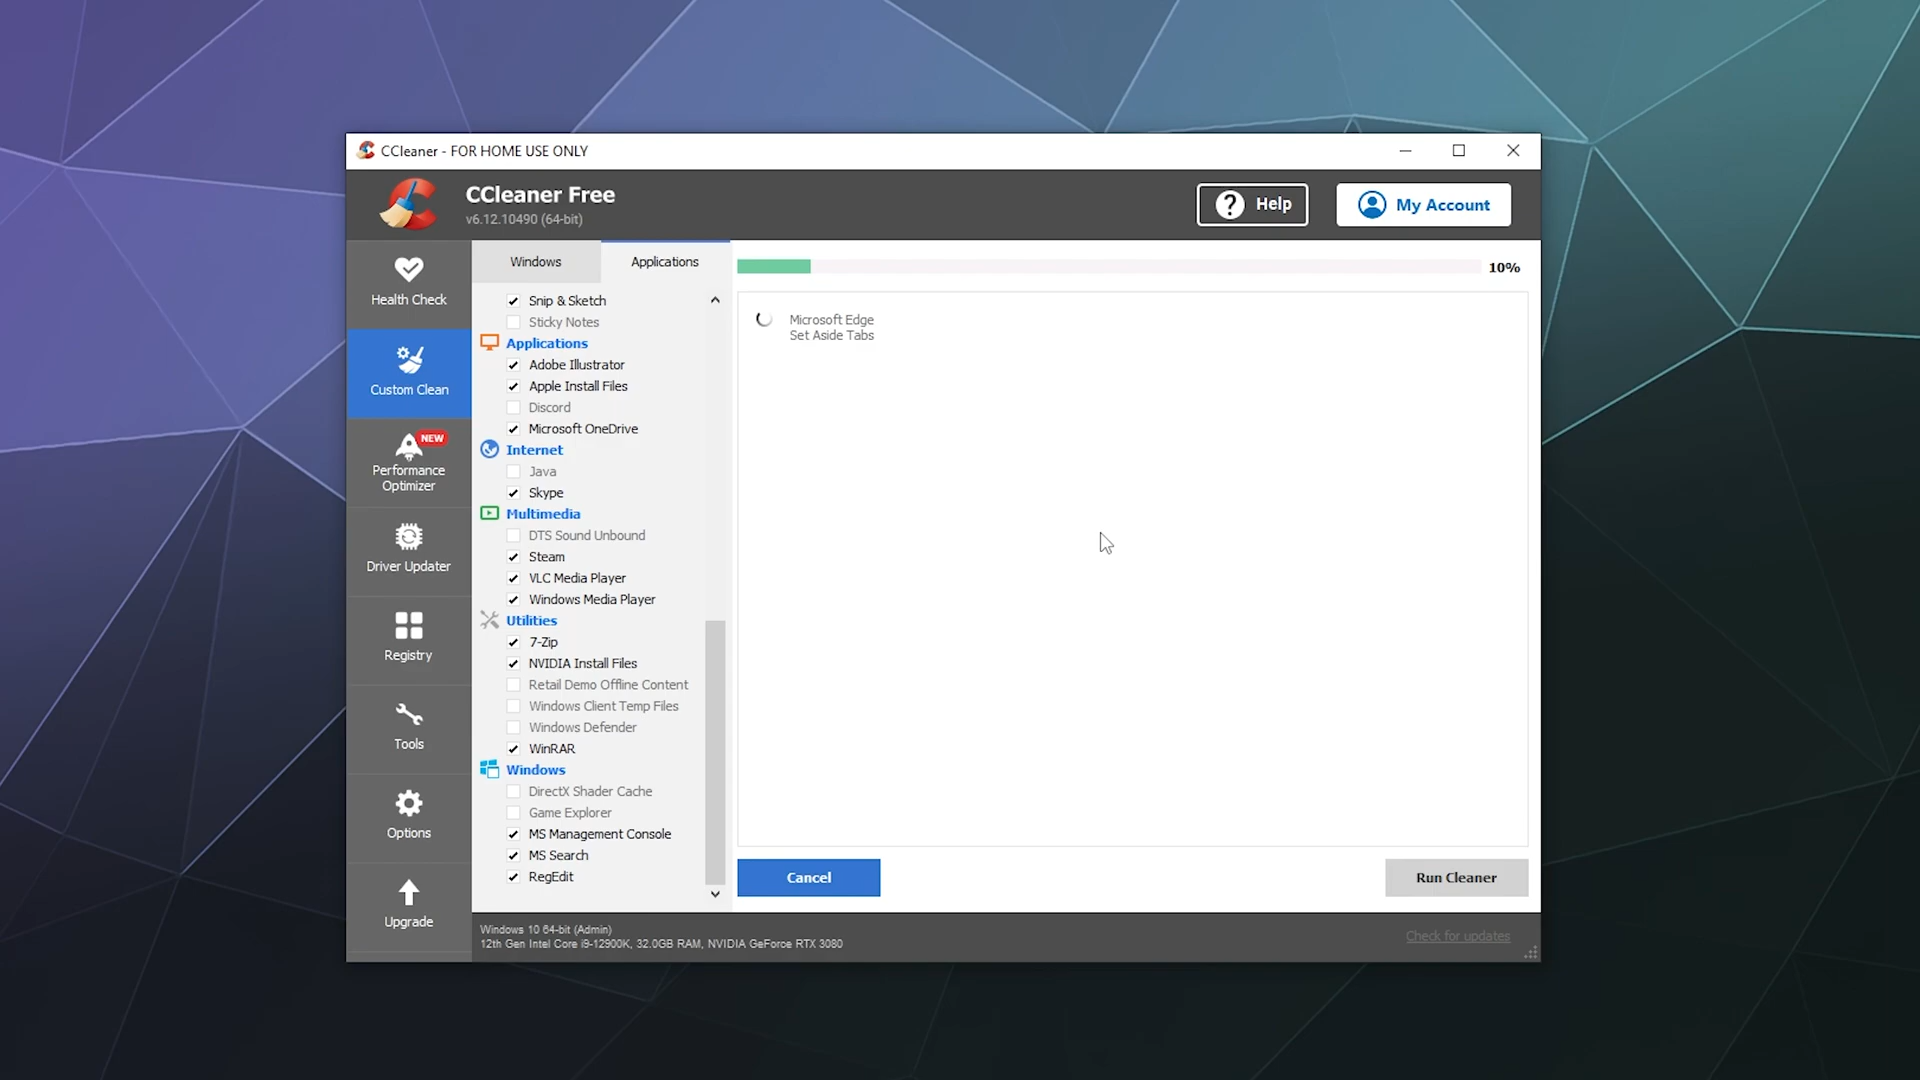 CCleaner - FOR HOME USE ONLY
CCleaner Free
v6.12.10490 (64-bit)
? Help
My Account
Health Check
Custom Clean
NEW
Performance
Optimizer
Driver Updater
Registry
Tools
Options
Upgrade
Windows
Applications
Snip & Sketch
Sticky Notes
Applications
Adobe Illustrator
Apple Install Files
Discord
Microsoft OneDrive
Internet
Java
Skype
Multimedia
DTS Sound Unbound
Steam
VLC Media Player
Windows Media Player
Utilities
7-Zip
NVIDIA Install Files
Retail Demo Offline Content
Windows Client Temp Files
Windows Defender
WinRAR
Windows
DirectX Shader Cache
Game Explorer
MS Management Console
MS Search
RegEdit
10%
Microsoft Edge
Set Aside Tabs
Cancel
Run Cleaner
Windows 10 64-bit (Admin)
12th Gen Intel Core i9-12900K, 32.0GB RAM, NVIDIA GeForce RTX 3080
Check for updates